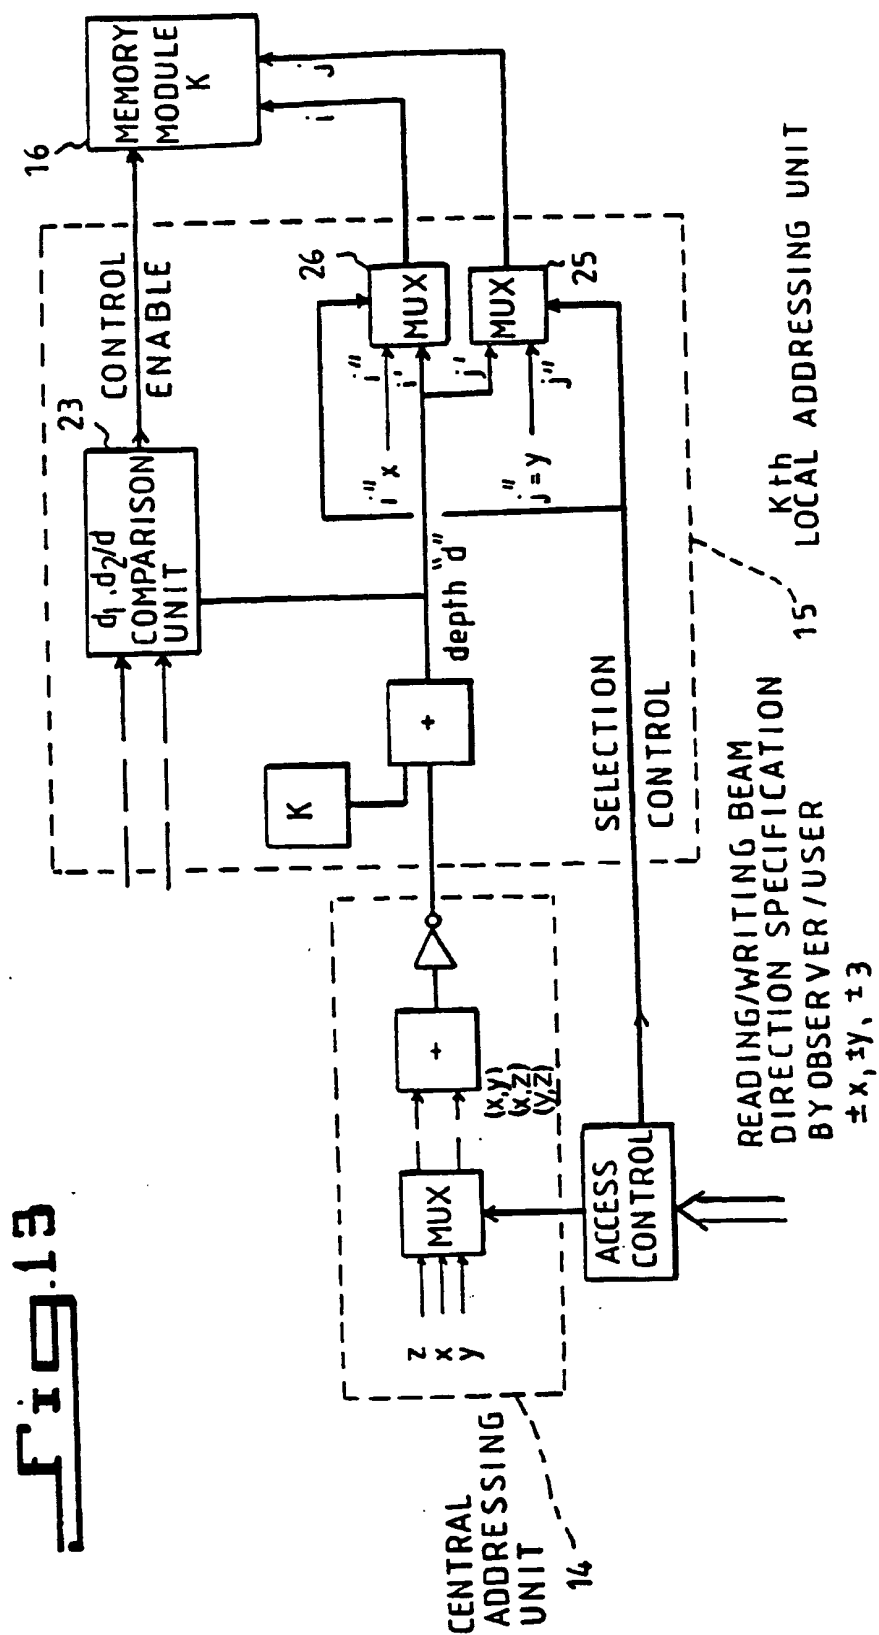 Fig.13
CENTRAL
ADDRESSING
UNIT
14
z
x
y
MUX
+
(x,y)
(x,z)
(y,z)
ACCESS
CONTROL
READING/WRITING BEAM
DIRECTION SPECIFICATION
BY OBSERVER/USER
±x, ±y, ±3
SELECTION
CONTROL
K
+
depth "d"
d1.d2/d
COMPARISON
UNIT
23
CONTROL
ENABLE
i" x
i"
i'
MUX
26
j'
j"=y
j"
MUX
25
i
j
MEMORY
MODULE
K
16
15
Kth
LOCAL ADDRESSING UNIT